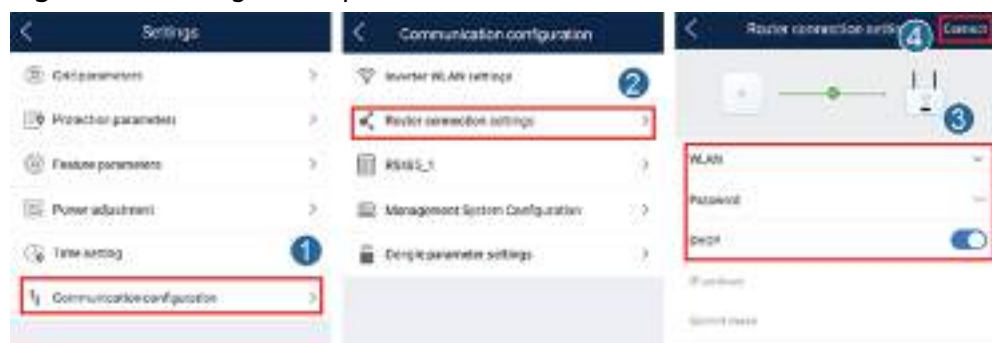 Settings
Grid parameters
Protection parameters
Feature parameters
Power adjustment
Time setting
1
Communication configuration
Communication configuration
Inverter WLAN settings
2
Router connection settings
RS485_1
Management System Configuration
Dongle parameter settings
Router connection settings
4
Connect
3
WLAN
Password
DHCP
IP address
Subnet mask